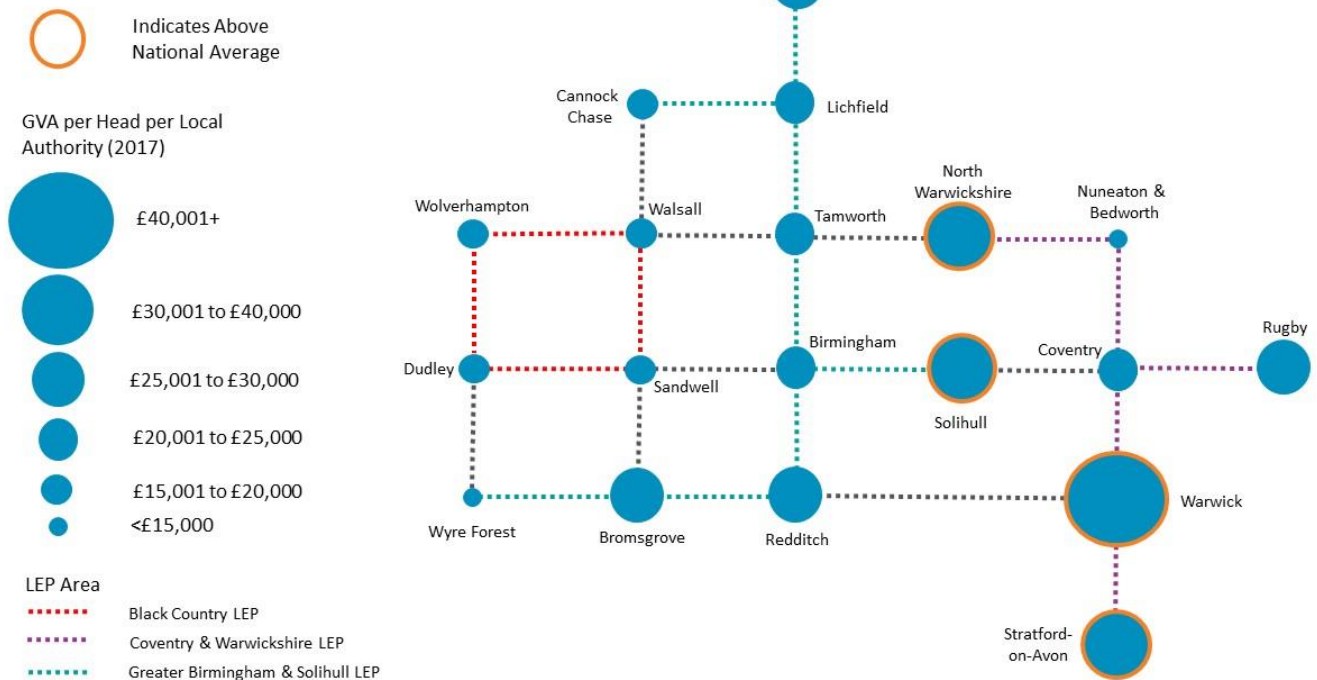 Indicates Above
National Average
GVA per Head per Local
Authority (2017)
£40,001+
£30,001 to £40,000
£25,001 to £30,000
£20,001 to £25,000
£15,001 to £20,000
<£15,000
LEP Area
Black Country LEP
Coventry & Warwickshire LEP
Greater Birmingham & Solihull LEP
Cannock
Chase
Lichfield
North
Warwickshire
Nuneaton &
Bedworth
Wolverhampton
Walsall
Tamworth
Dudley
Sandwell
Birmingham
Solihull
Coventry
Rugby
Wyre Forest
Bromsgrove
Redditch
Warwick
Stratford-
on-Avon